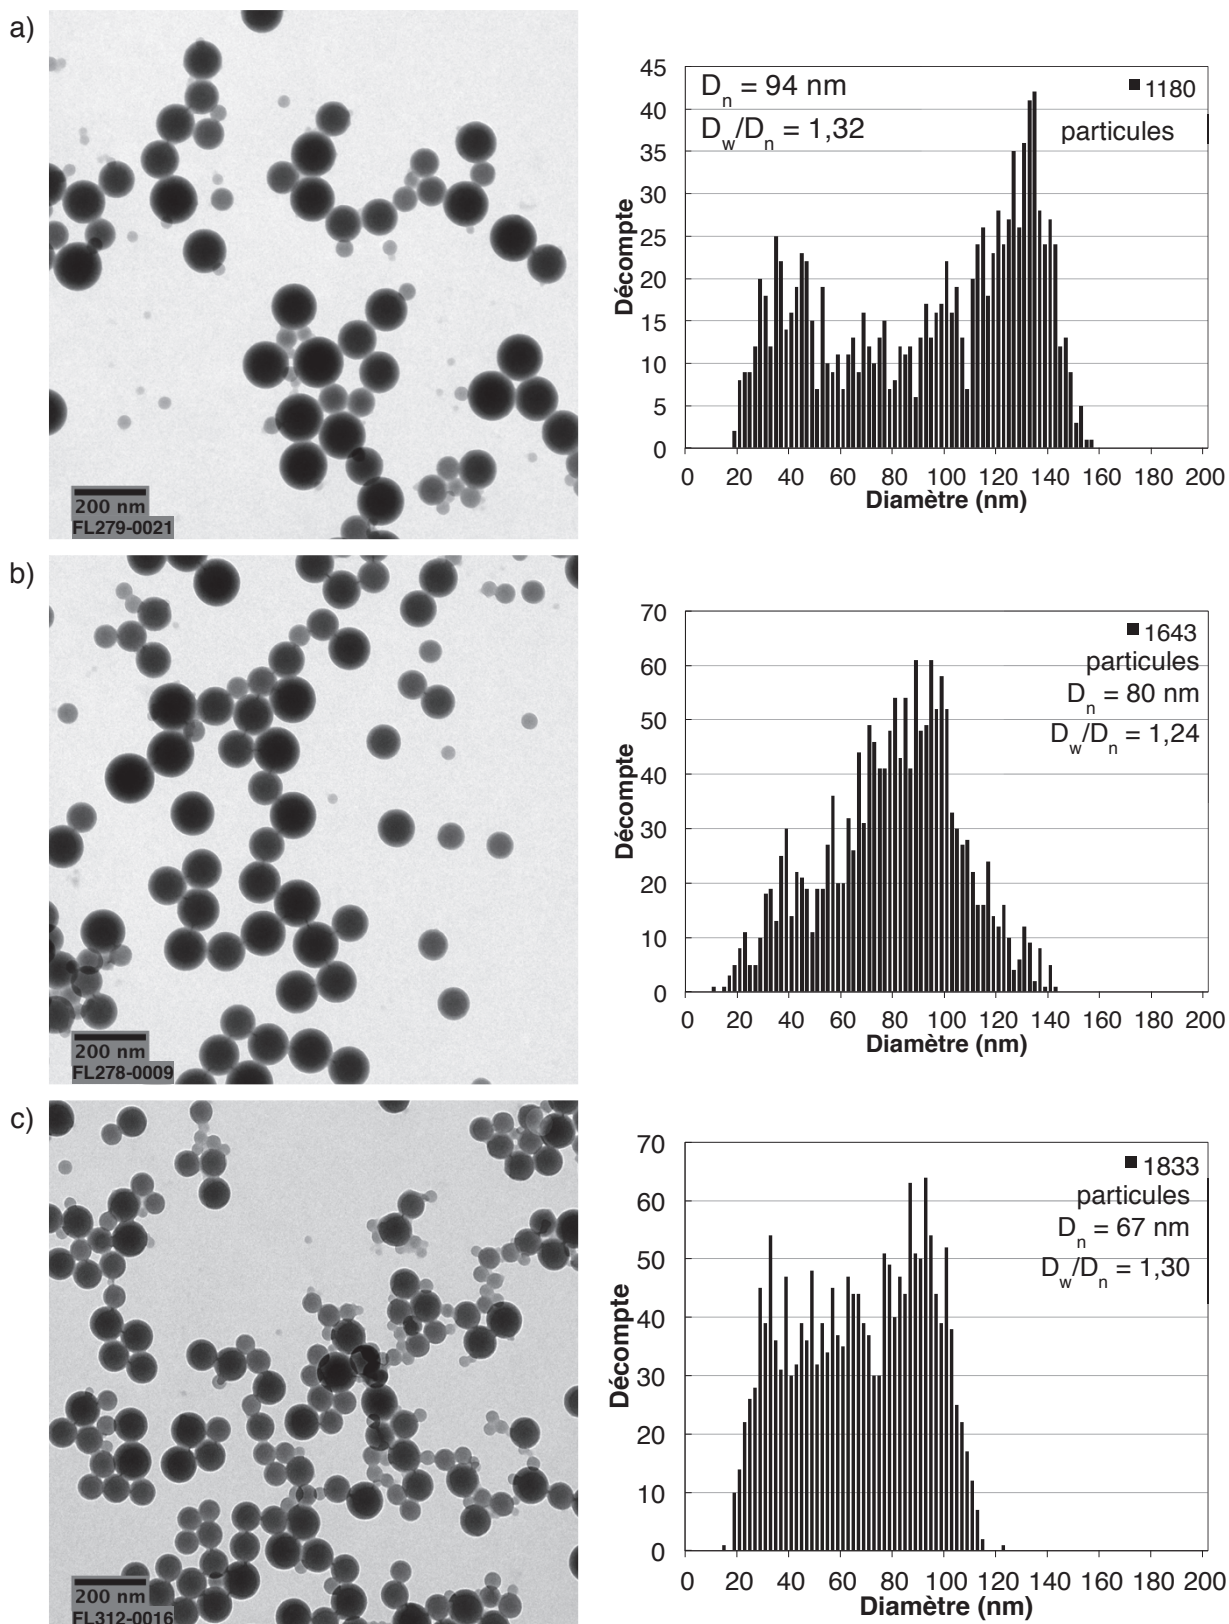 a)
200 nm
FL279-0021
D_n = 94 nm
D_w/D_n = 1,32
1180
particules
Décompte
45
40
35
30
25
20
15
10
5
0
0 20 40 60 80 100 120 140 160 180 200
Diamètre (nm)
b)
200 nm
FL278-0009
1643
particules
D_n = 80 nm
D_w/D_n = 1,24
Décompte
70
60
50
40
30
20
10
0
0 20 40 60 80 100 120 140 160 180 200
Diamètre (nm)
c)
200 nm
FL312-0016
1833
particules
D_n = 67 nm
D_w/D_n = 1,30
Décompte
70
60
50
40
30
20
10
0
0 20 40 60 80 100 120 140 160 180 200
Diamètre (nm)